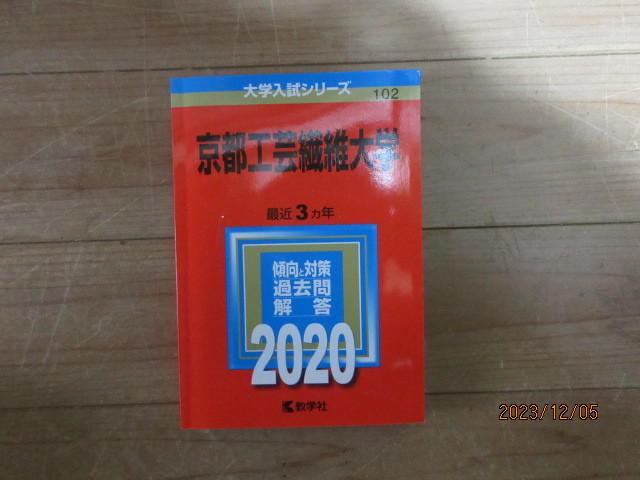 大学入試シリーズ
102
京都工芸繊維大学
最近3カ年
傾向と対策
過去問
解答
2020
教学社
2023/12/05